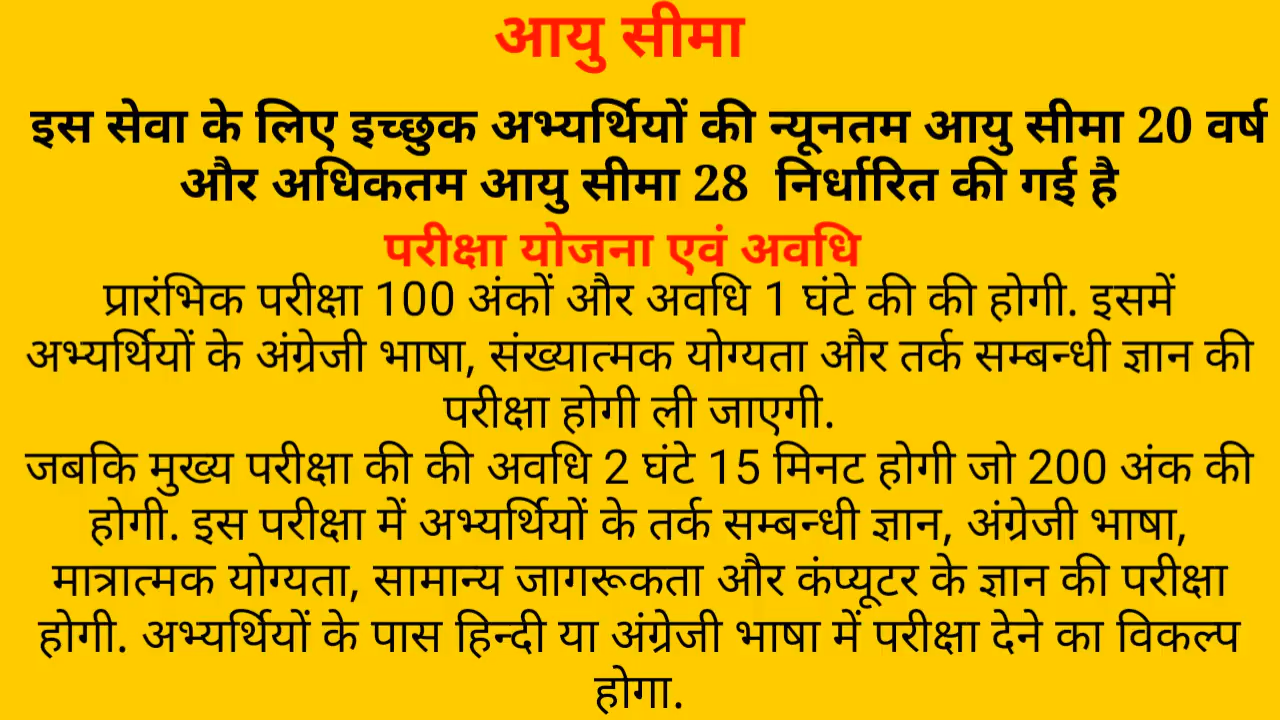 आयु सीमा
इस सेवा के लिए इच्छुक अभ्यर्थियों की न्यूनतम आयु सीमा 20 वर्ष
और अधिकतम आयु सीमा 28 निर्धारित की गई है
परीक्षा योजना एवं अवधि
प्रारंभिक परीक्षा 100 अंकों और अवधि 1 घंटे की की होगी. इसमें
अभ्यर्थियों के अंग्रेजी भाषा, संख्यात्मक योग्यता और तर्क सम्बन्धी ज्ञान की
परीक्षा होगी ली जाएगी.
जबकि मुख्य परीक्षा की की अवधि 2 घंटे 15 मिनट होगी जो 200 अंक की
होगी. इस परीक्षा में अभ्यर्थियों के तर्क सम्बन्धी ज्ञान, अंग्रेजी भाषा,
मात्रात्मक योग्यता, सामान्य जागरूकता और कंप्यूटर के ज्ञान की परीक्षा
होगी. अभ्यर्थियों के पास हिन्दी या अंग्रेजी भाषा में परीक्षा देने का विकल्प
होगा.